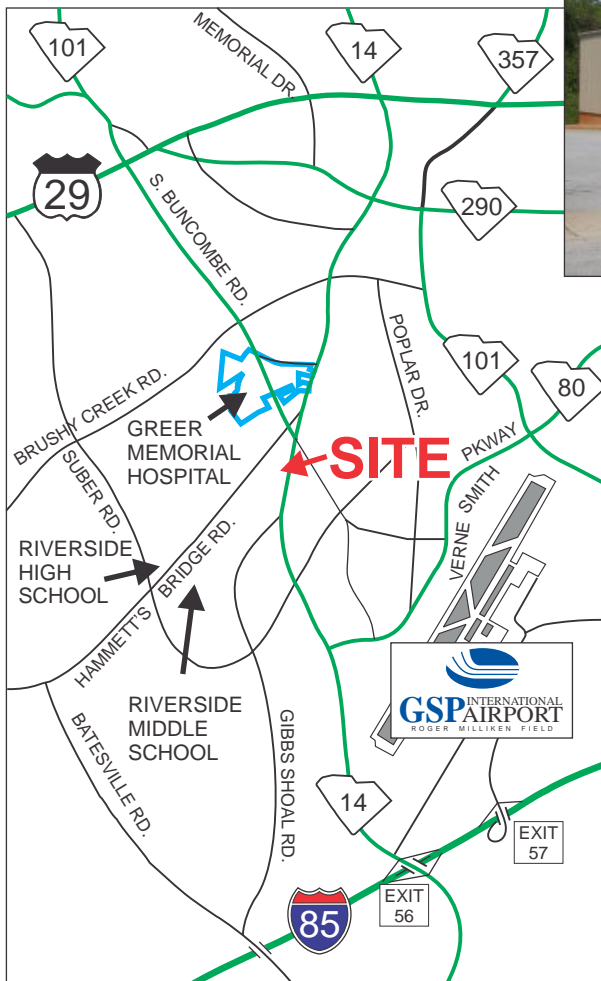 101
14
357
MEMORIAL DR.
29
S. BUNCOMBE RD.
290
POPLAR DR.
101
80
BRUSHY CREEK RD.
GREER
MEMORIAL
HOSPITAL
SITE
VERNE SMITH PKWAY
SUBER RD.
RIVERSIDE
HIGH
SCHOOL
HAMMETT'S BRIDGE RD.
RIVERSIDE
MIDDLE
SCHOOL
GSP INTERNATIONAL
AIRPORT
ROGER MILLIKEN FIELD
BATESVILLE RD.
GIBBS SHOAL RD.
14
EXIT
57
EXIT
56
85